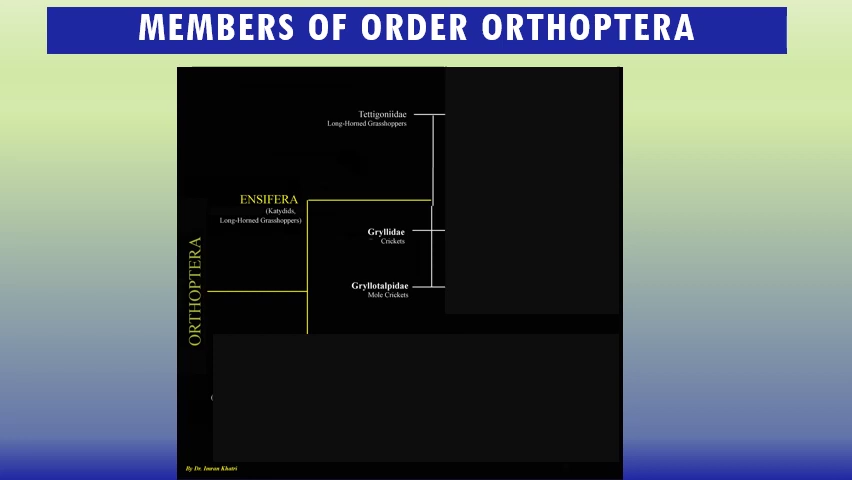 MEMBERS OF ORDER ORTHOPTERA
Tettigoniidae
Long-Horned Grasshoppers
ENSIFERA
(Katydids,
Long-Horned Grasshoppers)
Gryllidae
Crickets
ORTHOPTERA
Gryllotalpidae
Mole Crickets
(
By Dr. Imran Khatri